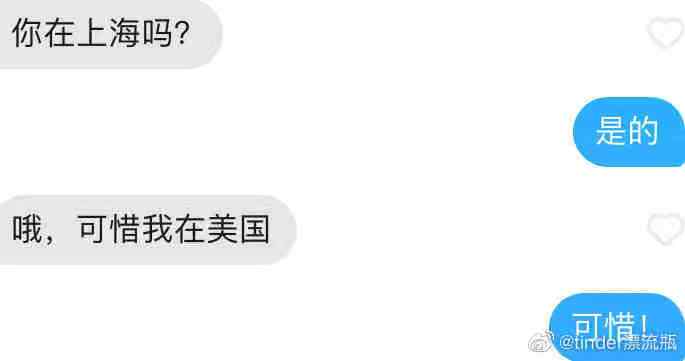 你在上海吗?
是的
哦，可惜我在美国
可惜！
@tinder漂流瓶